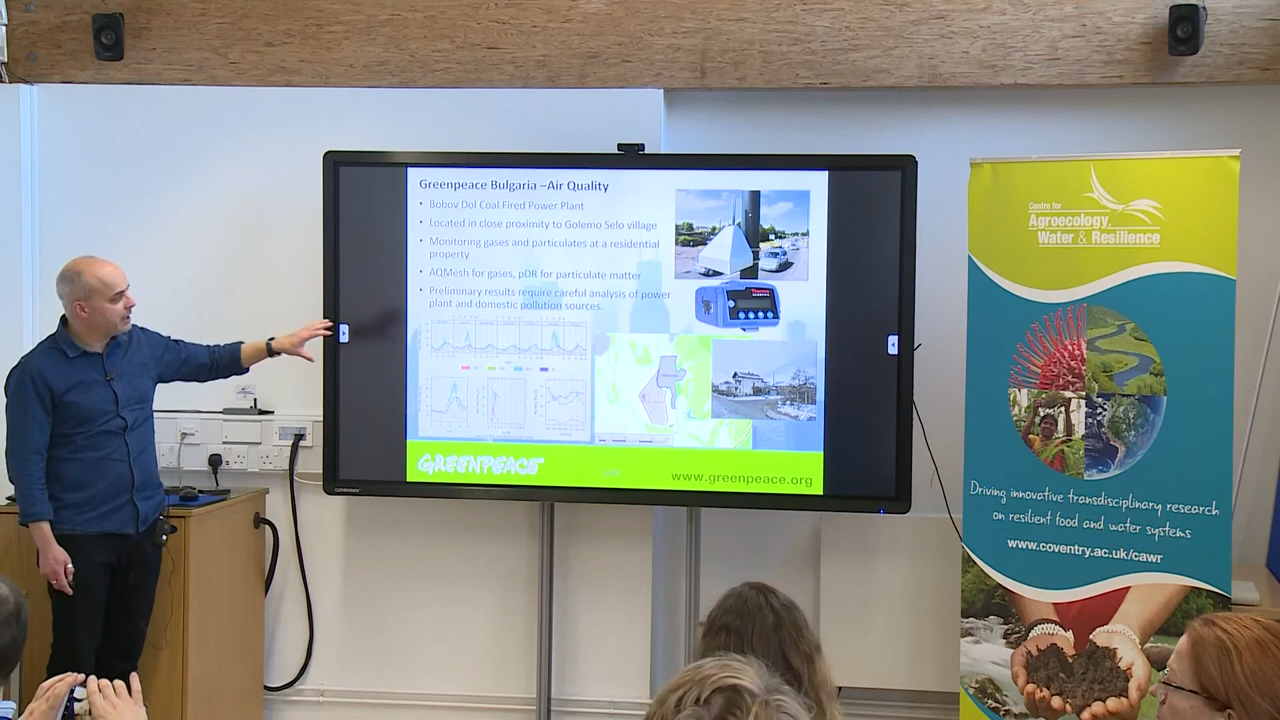 Greenpeace Bulgaria –Air Quality
• Bobov Dol Coal Fired Power Plant
• Located in close proximity to Golemo Selo village
• Monitoring gases and particulates at a residential
property
• AQMesh for gases, pDR for particulate matter
• Preliminary results require careful analysis of power
plant and domestic pollution sources.
GREENPEACE
www.greenpeace.org
Centre for
Agroecology,
Water & Resilience
Driving innovative transdisciplinary research
on resilient food and water systems
www.coventry.ac.uk/cawr